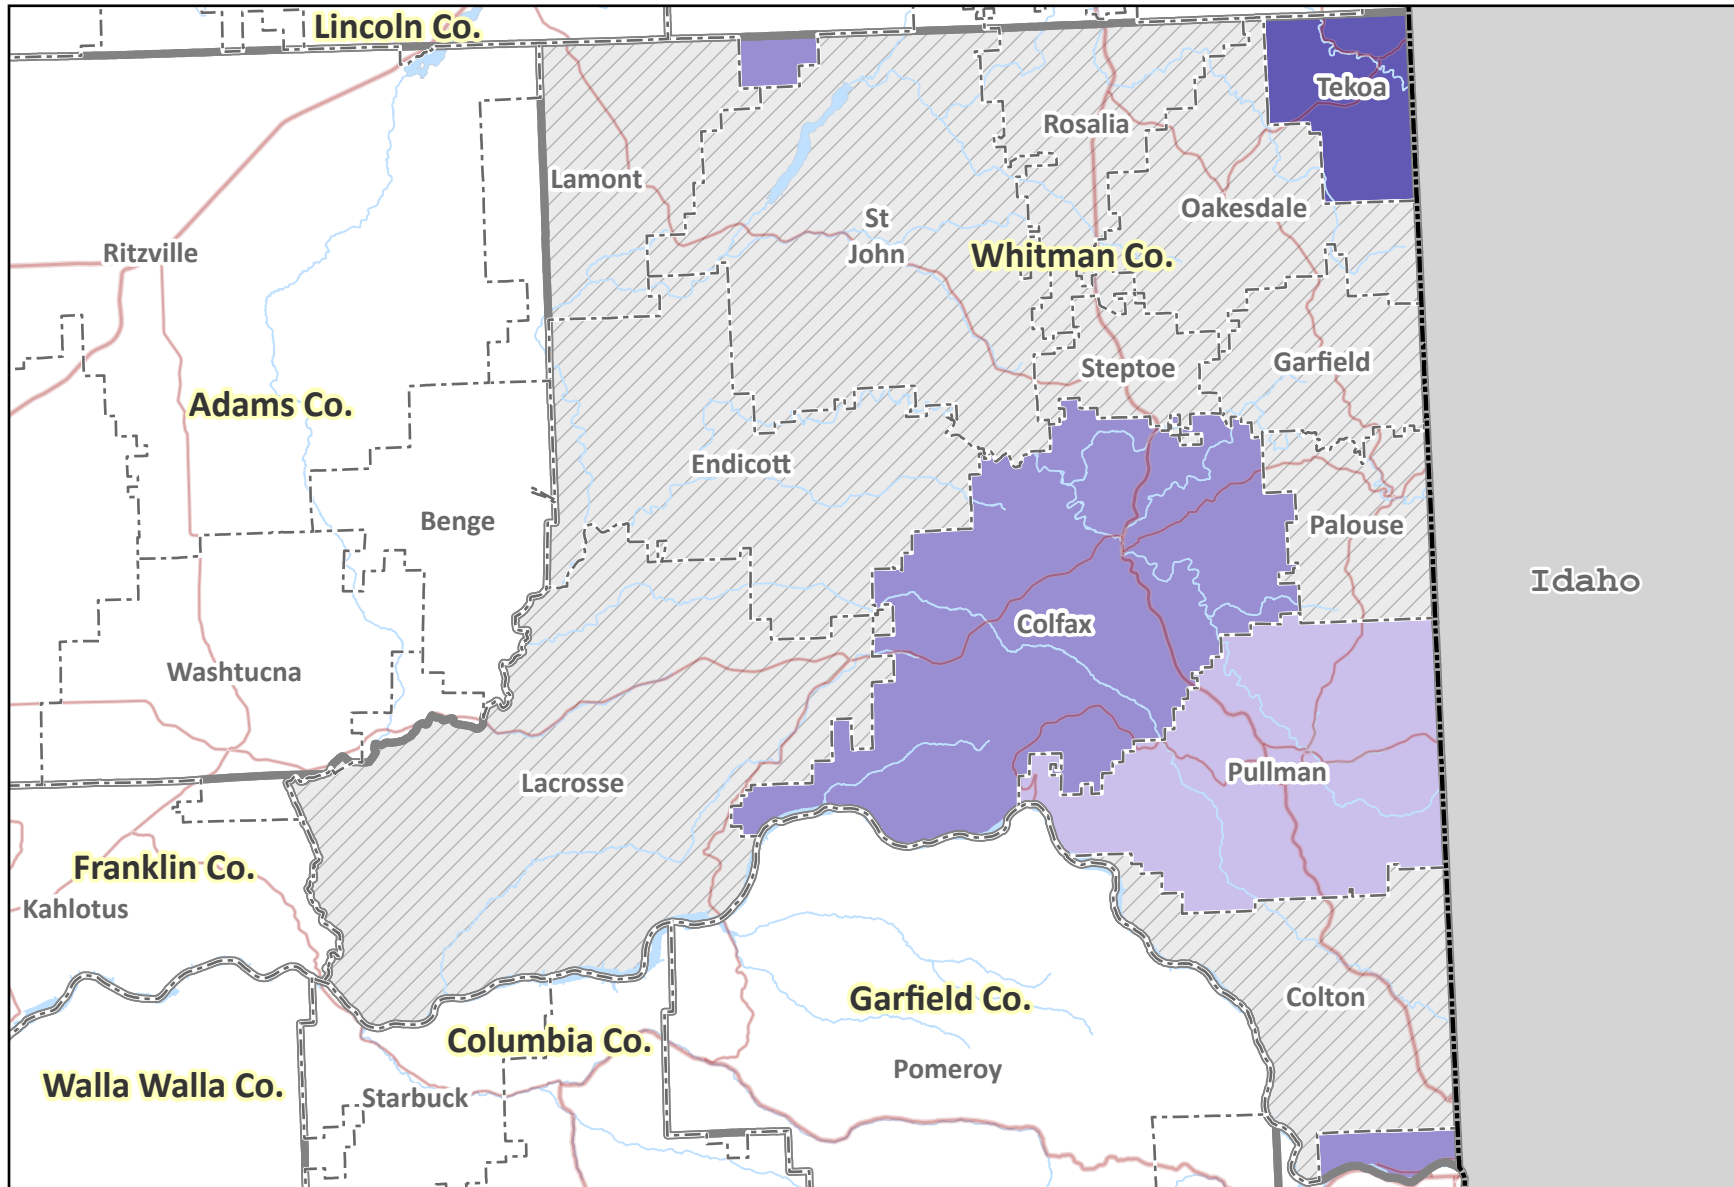 Lincoln Co.
Tekoa
Rosalia
Lamont
Oakesdale
St
John
Ritzville
Whitman Co.
Steptoe
Garfield
Adams Co.
Endicott
Benge
Palouse
Idaho
Colfax
Washtucna
Pullman
Lacrosse
Franklin Co.
Kahlotus
Garfield Co.
Colton
Columbia Co.
Pomeroy
Walla Walla Co.
Starbuck